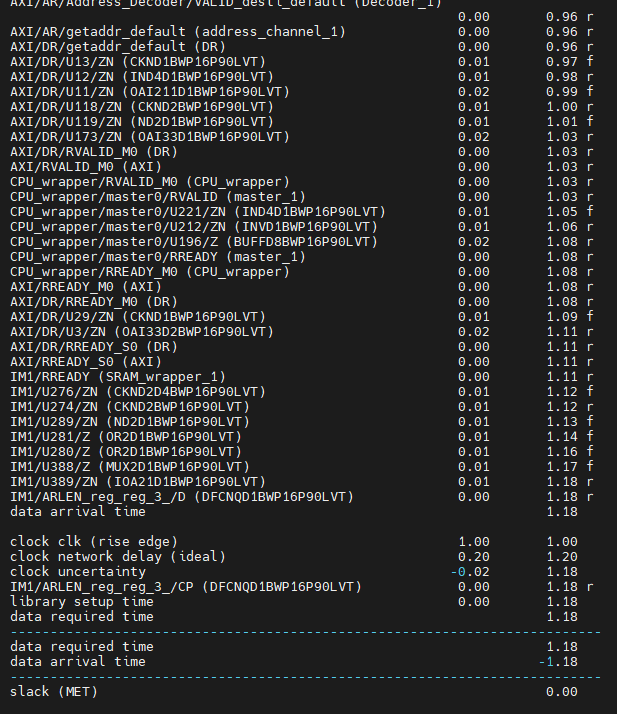 AXI/AR/Address_Decoder/VALID_dest1_default (Decoder_1)
0.00 0.96 r
AXI/AR/getaddr_default (address_channel_1) 0.00 0.96 r
AXI/DR/getaddr_default (DR) 0.00 0.96 r
AXI/DR/U13/ZN (CKND1BWP16P90LVT) 0.01 0.97 f
AXI/DR/U12/ZN (IND4D1BWP16P90LVT) 0.01 0.98 r
AXI/DR/U11/ZN (OAI211D1BWP16P90LVT) 0.02 0.99 f
AXI/DR/U118/ZN (CKND2BWP16P90LVT) 0.01 1.00 r
AXI/DR/U119/ZN (ND2D1BWP16P90LVT) 0.01 1.01 f
AXI/DR/U173/ZN (OAI33D1BWP16P90LVT) 0.02 1.03 r
AXI/DR/RVALID_M0 (DR) 0.00 1.03 r
AXI/RVALID_M0 (AXI) 0.00 1.03 r
CPU_wrapper/RVALID_M0 (CPU_wrapper) 0.00 1.03 r
CPU_wrapper/master0/RVALID (master_1) 0.00 1.03 r
CPU_wrapper/master0/U221/ZN (IND4D1BWP16P90LVT) 0.01 1.05 f
CPU_wrapper/master0/U212/ZN (INVD1BWP16P90LVT) 0.01 1.06 r
CPU_wrapper/master0/U196/Z (BUFFD8BWP16P90LVT) 0.02 1.08 r
CPU_wrapper/master0/RREADY (master_1) 0.00 1.08 r
CPU_wrapper/RREADY_M0 (CPU_wrapper) 0.00 1.08 r
AXI/RREADY_M0 (AXI) 0.00 1.08 r
AXI/DR/RREADY_M0 (DR) 0.00 1.08 r
AXI/DR/U29/ZN (CKND1BWP16P90LVT) 0.01 1.09 f
AXI/DR/U3/ZN (OAI33D2BWP16P90LVT) 0.02 1.11 r
AXI/DR/RREADY_S0 (DR) 0.00 1.11 r
AXI/RREADY_S0 (AXI) 0.00 1.11 r
IM1/RREADY (SRAM_wrapper_1) 0.00 1.11 r
IM1/U276/ZN (CKND2D4BWP16P90LVT) 0.01 1.12 f
IM1/U274/ZN (CKND2BWP16P90LVT) 0.01 1.12 r
IM1/U289/ZN (ND2D1BWP16P90LVT) 0.01 1.13 f
IM1/U281/Z (OR2D1BWP16P90LVT) 0.01 1.14 f
IM1/U280/Z (OR2D1BWP16P90LVT) 0.01 1.16 f
IM1/U388/Z (MUX2D1BWP16P90LVT) 0.01 1.17 f
IM1/U389/ZN (IOA21D1BWP16P90LVT) 0.01 1.18 r
IM1/ARLEN_reg_reg_3_/D (DFCNQD1BWP16P90LVT) 0.00 1.18 r
data arrival time 1.18
clock clk (rise edge) 1.00 1.00
clock network delay (ideal) 0.20 1.20
clock uncertainty -0.02 1.18
IM1/ARLEN_reg_reg_3_/CP (DFCNQD1BWP16P90LVT) 0.00 1.18 r
library setup time 0.00 1.18
data required time 1.18
--------------------------------------------------------------------------
data required time 1.18
data arrival time -1.18
--------------------------------------------------------------------------
slack (MET) 0.00